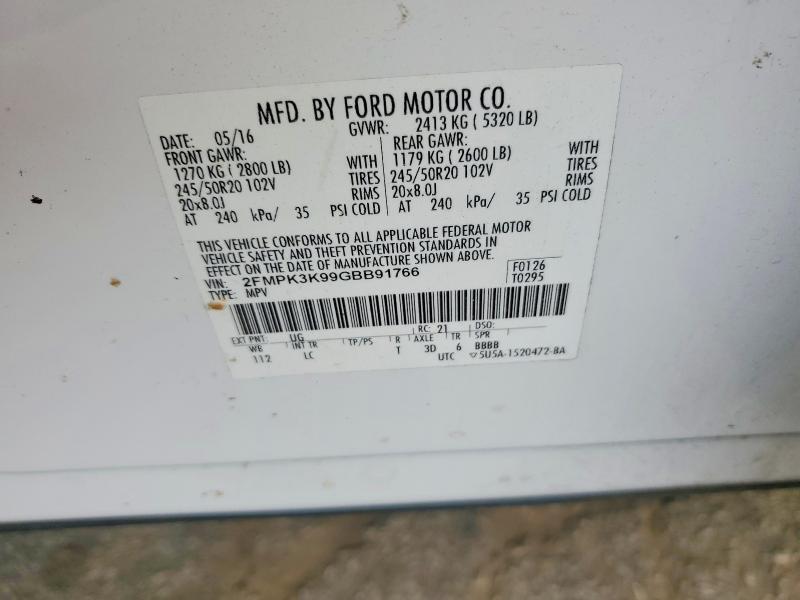 MFD. BY FORD MOTOR CO.
DATE: 05/16 GVWR: 2413 KG ( 5320 LB)
FRONT GAWR: REAR GAWR:
1270 KG ( 2800 LB) WITH 1179 KG ( 2600 LB) WITH
245/50R20 102V TIRES 245/50R20 102V TIRES
20x8.0J RIMS 20x8.0J RIMS
AT 240 kPa/ 35 PSI COLD AT 240 kPa/ 35 PSI COLD
THIS VEHICLE CONFORMS TO ALL APPLICABLE FEDERAL MOTOR
VEHICLE SAFETY AND THEFT PREVENTION STANDARDS IN
EFFECT ON THE DATE OF MANUFACTURE SHOWN ABOVE.
VIN: 2FMPK3K99GBB91766 F0126
TYPE: MPV T0295
EXT PNT: UG RC: 21 DSO:
WB INT TR TP/PS R AXLE TR SPR
112 LC T 3D 6 BBBB
UTC ▽5U5A-1520472-BA